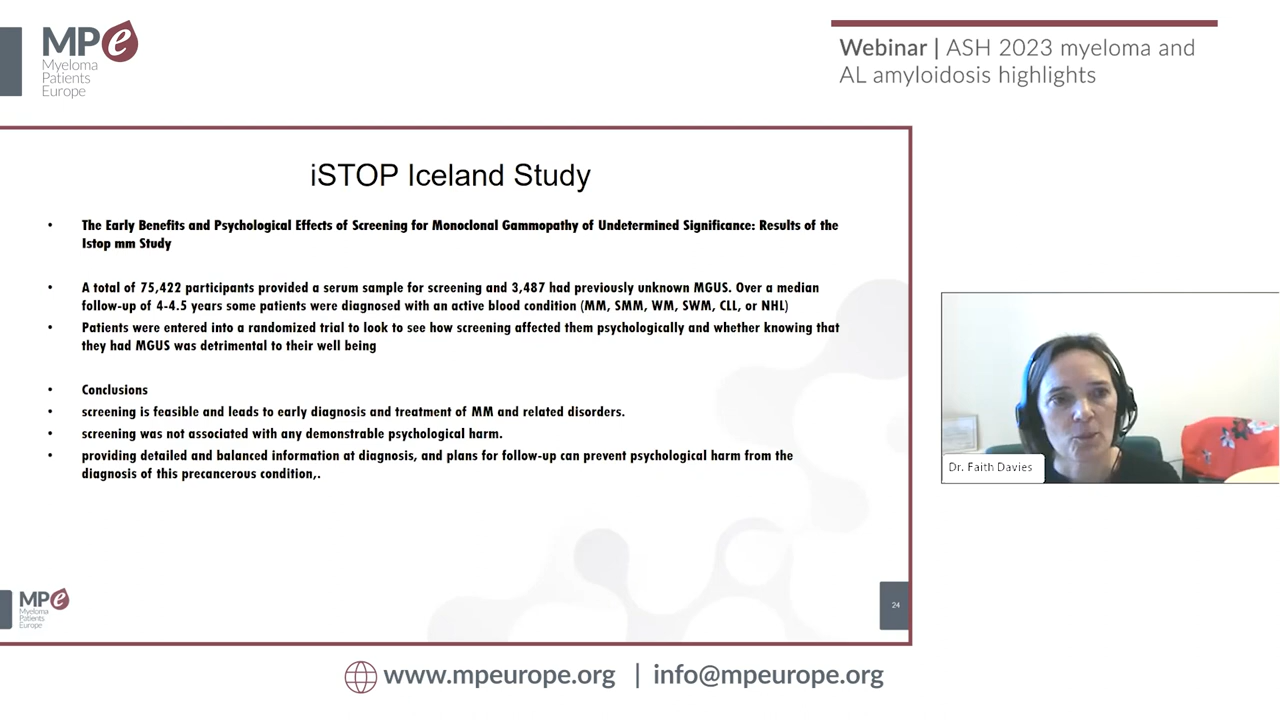 MPe
Myeloma
Patients
Europe
Webinar | ASH 2023 myeloma and
AL amyloidosis highlights
iSTOP Iceland Study
• The Early Benefits and Psychological Effects of Screening for Monoclonal Gammopathy of Undetermined Significance: Results of the
Istop mm Study
• A total of 75,422 participants provided a serum sample for screening and 3,487 had previously unknown MGUS. Over a median
follow-up of 4-4.5 years some patients were diagnosed with an active blood condition (MM, SMM, WM, SWM, CLL, or NHL)
• Patients were entered into a randomized trial to look to see how screening affected them psychologically and whether knowing that
they had MGUS was detrimental to their well being
• Conclusions
• screening is feasible and leads to early diagnosis and treatment of MM and related disorders.
• screening was not associated with any demonstrable psychological harm.
• providing detailed and balanced information at diagnosis, and plans for follow-up can prevent psychological harm from the
diagnosis of this precancerous condition,.
Dr. Faith Davies
MPe
Myeloma
Patients
Europe
24
www.mpeurope.org | info@mpeurope.org